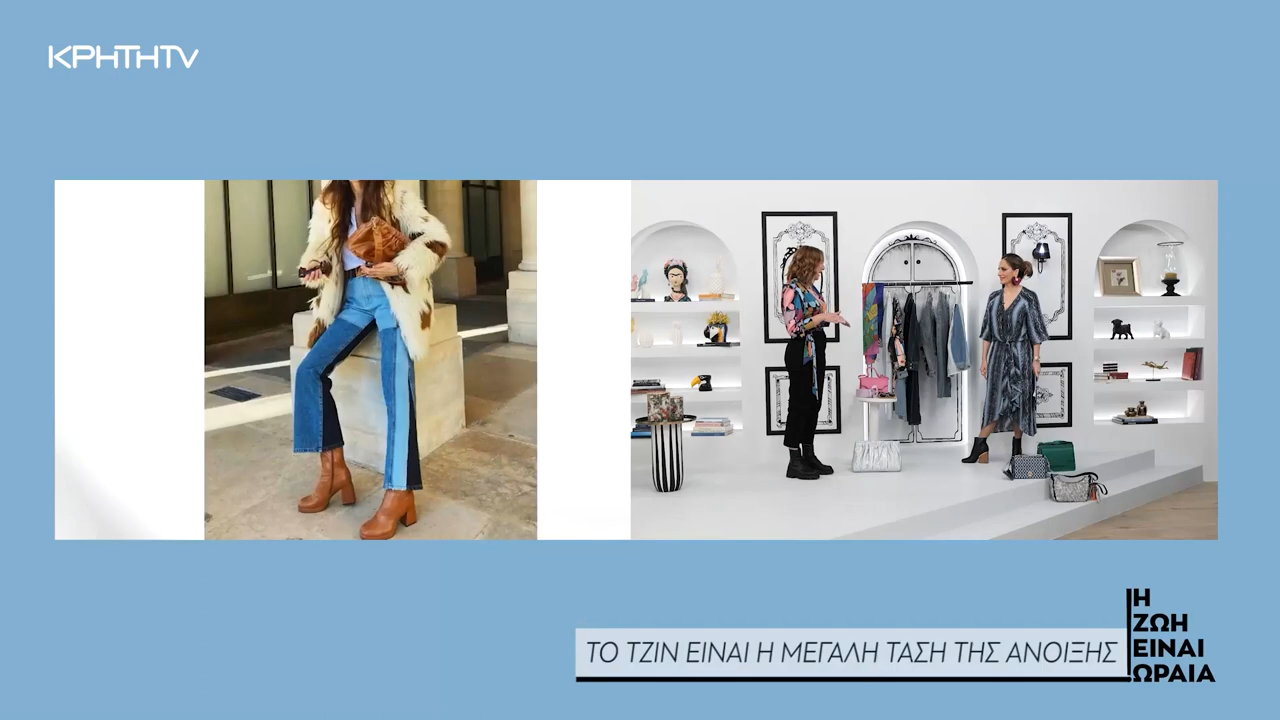 ΚΡΗΤΗTV
ΤΟ ΤΖΙΝ ΕΙΝΑΙ Η ΜΕΓΑΛΗ ΤΑΣΗ ΤΗΣ ΑΝΟΙΞΗΣ
Η
ΖΩΗ
ΕΙΝΑΙ
ΩΡΑΙΑ